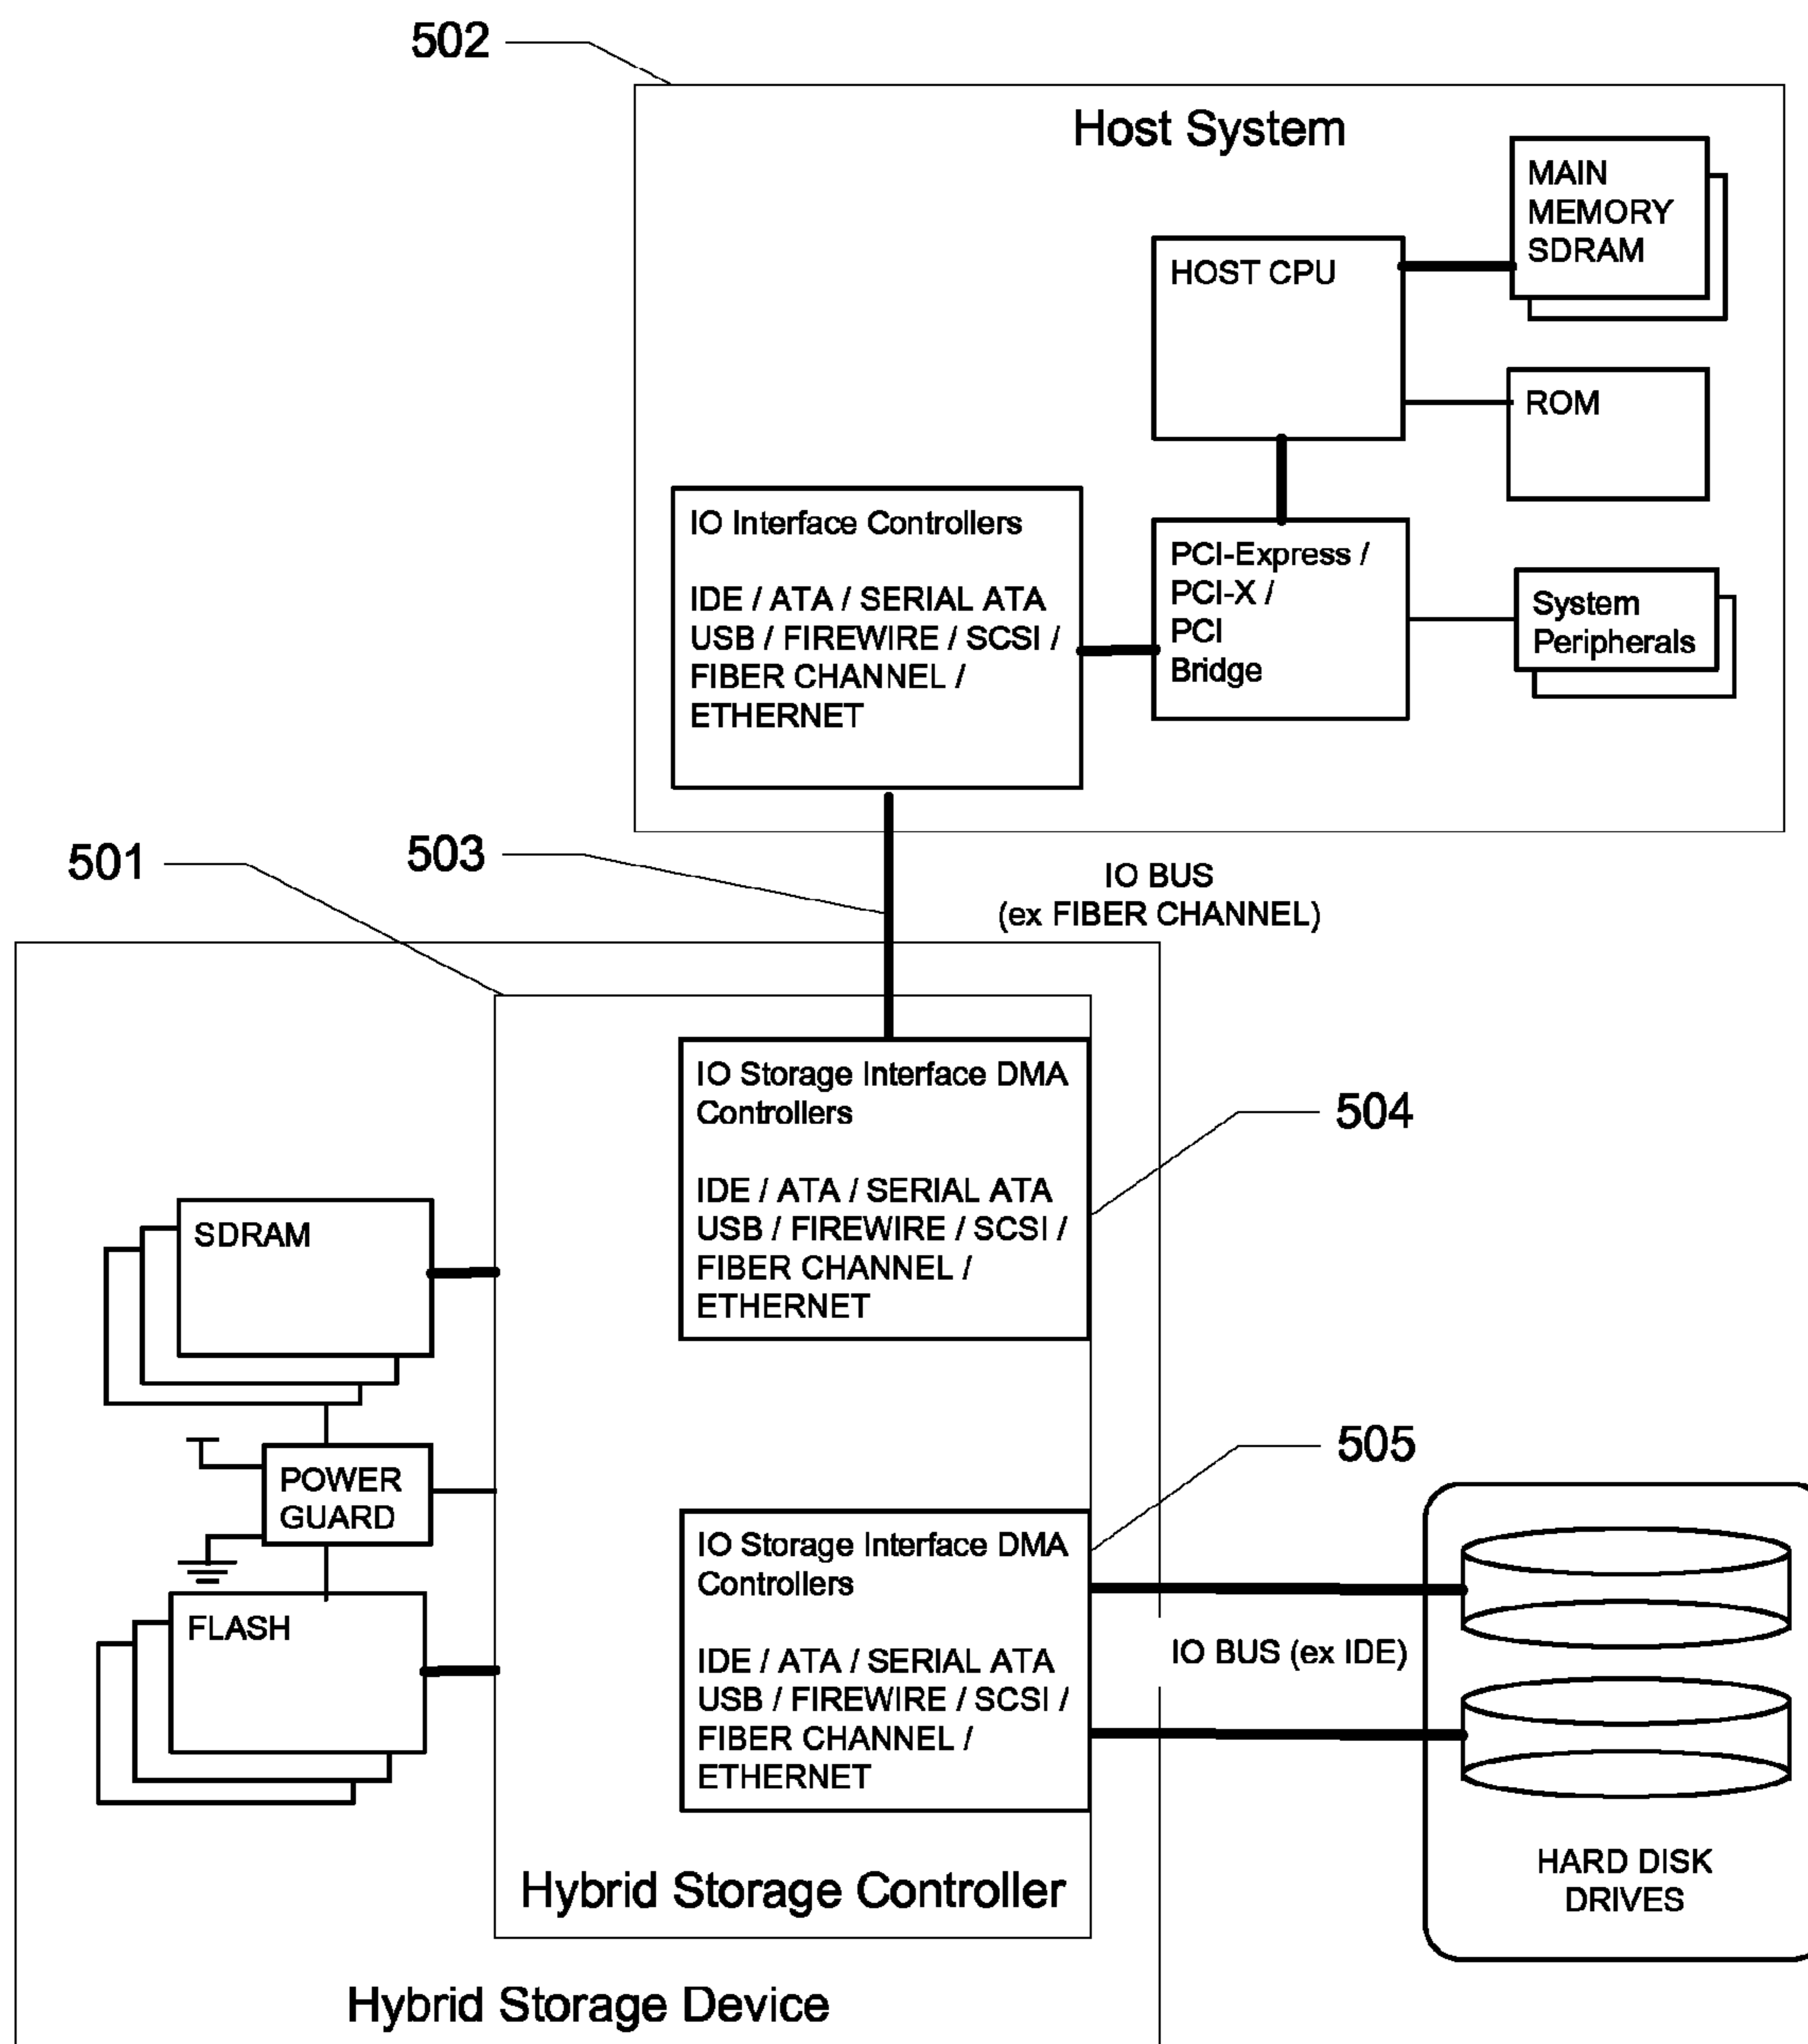 502
Host System
MAIN
MEMORY
SDRAM
HOST CPU
ROM
IO Interface Controllers
IDE / ATA / SERIAL ATA
USB / FIREWIRE / SCSI /
FIBER CHANNEL /
ETHERNET
PCI-Express /
PCI-X /
PCI
Bridge
System
Peripherals
501
503
IO BUS
(ex FIBER CHANNEL)
IO Storage Interface DMA
Controllers
IDE / ATA / SERIAL ATA
USB / FIREWIRE / SCSI /
FIBER CHANNEL /
ETHERNET
504
SDRAM
POWER
GUARD
FLASH
505
IO Storage Interface DMA
Controllers
IDE / ATA / SERIAL ATA
USB / FIREWIRE / SCSI /
FIBER CHANNEL /
ETHERNET
IO BUS (ex IDE)
HARD DISK
DRIVES
Hybrid Storage Controller
Hybrid Storage Device